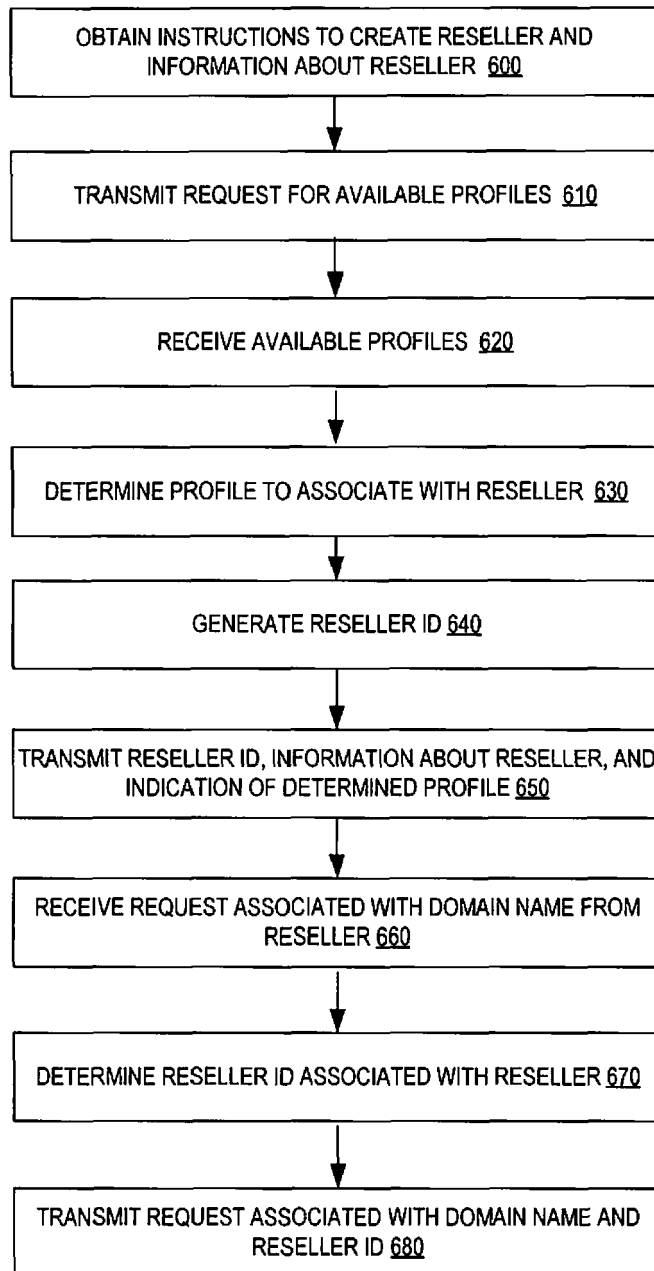 OBTAIN INSTRUCTIONS TO CREATE RESELLER AND
INFORMATION ABOUT RESELLER 600
TRANSMIT REQUEST FOR AVAILABLE PROFILES 610
RECEIVE AVAILABLE PROFILES 620
DETERMINE PROFILE TO ASSOCIATE WITH RESELLER 630
GENERATE RESELLER ID 640
TRANSMIT RESELLER ID, INFORMATION ABOUT RESELLER, AND
INDICATION OF DETERMINED PROFILE 650
RECEIVE REQUEST ASSOCIATED WITH DOMAIN NAME FROM
RESELLER 660
DETERMINE RESELLER ID ASSOCIATED WITH RESELLER 670
TRANSMIT REQUEST ASSOCIATED WITH DOMAIN NAME AND
RESELLER ID 680